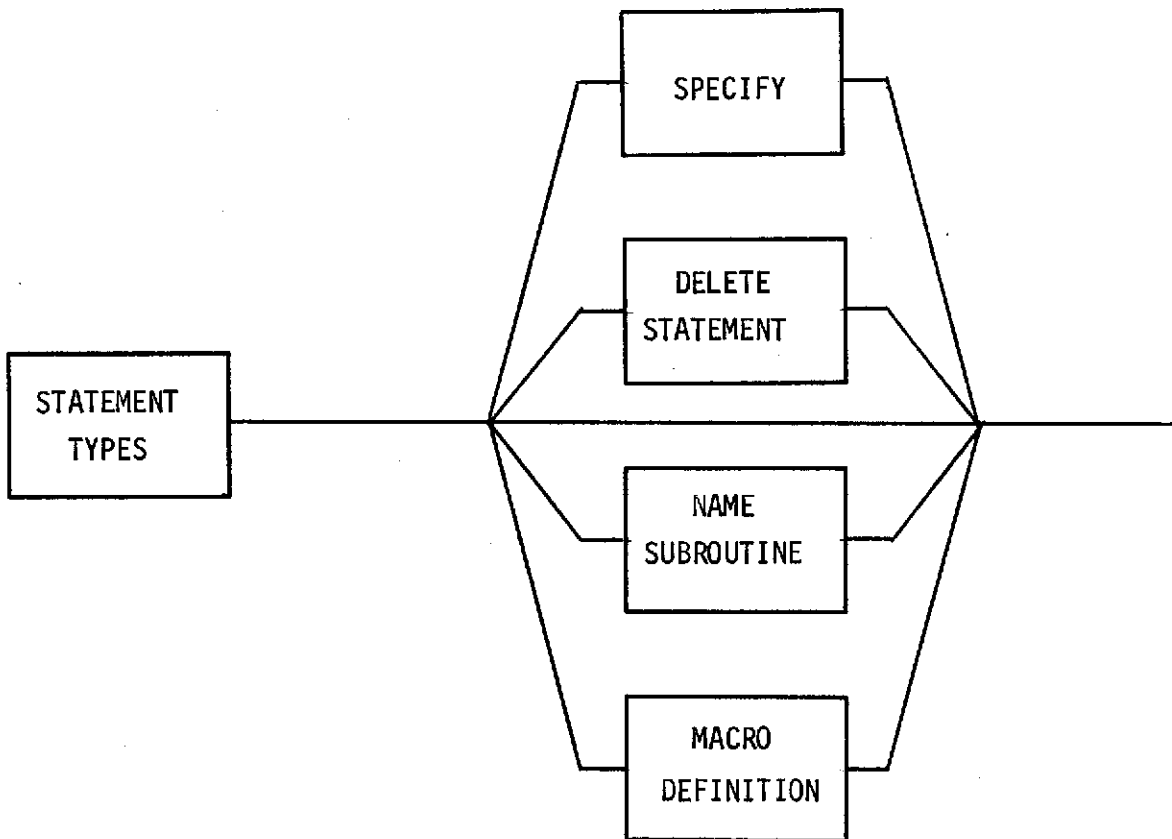 SPECIFY
DELETE
STATEMENT
STATEMENT
TYPES
NAME
SUBROUTINE
MACRO
DEFINITION